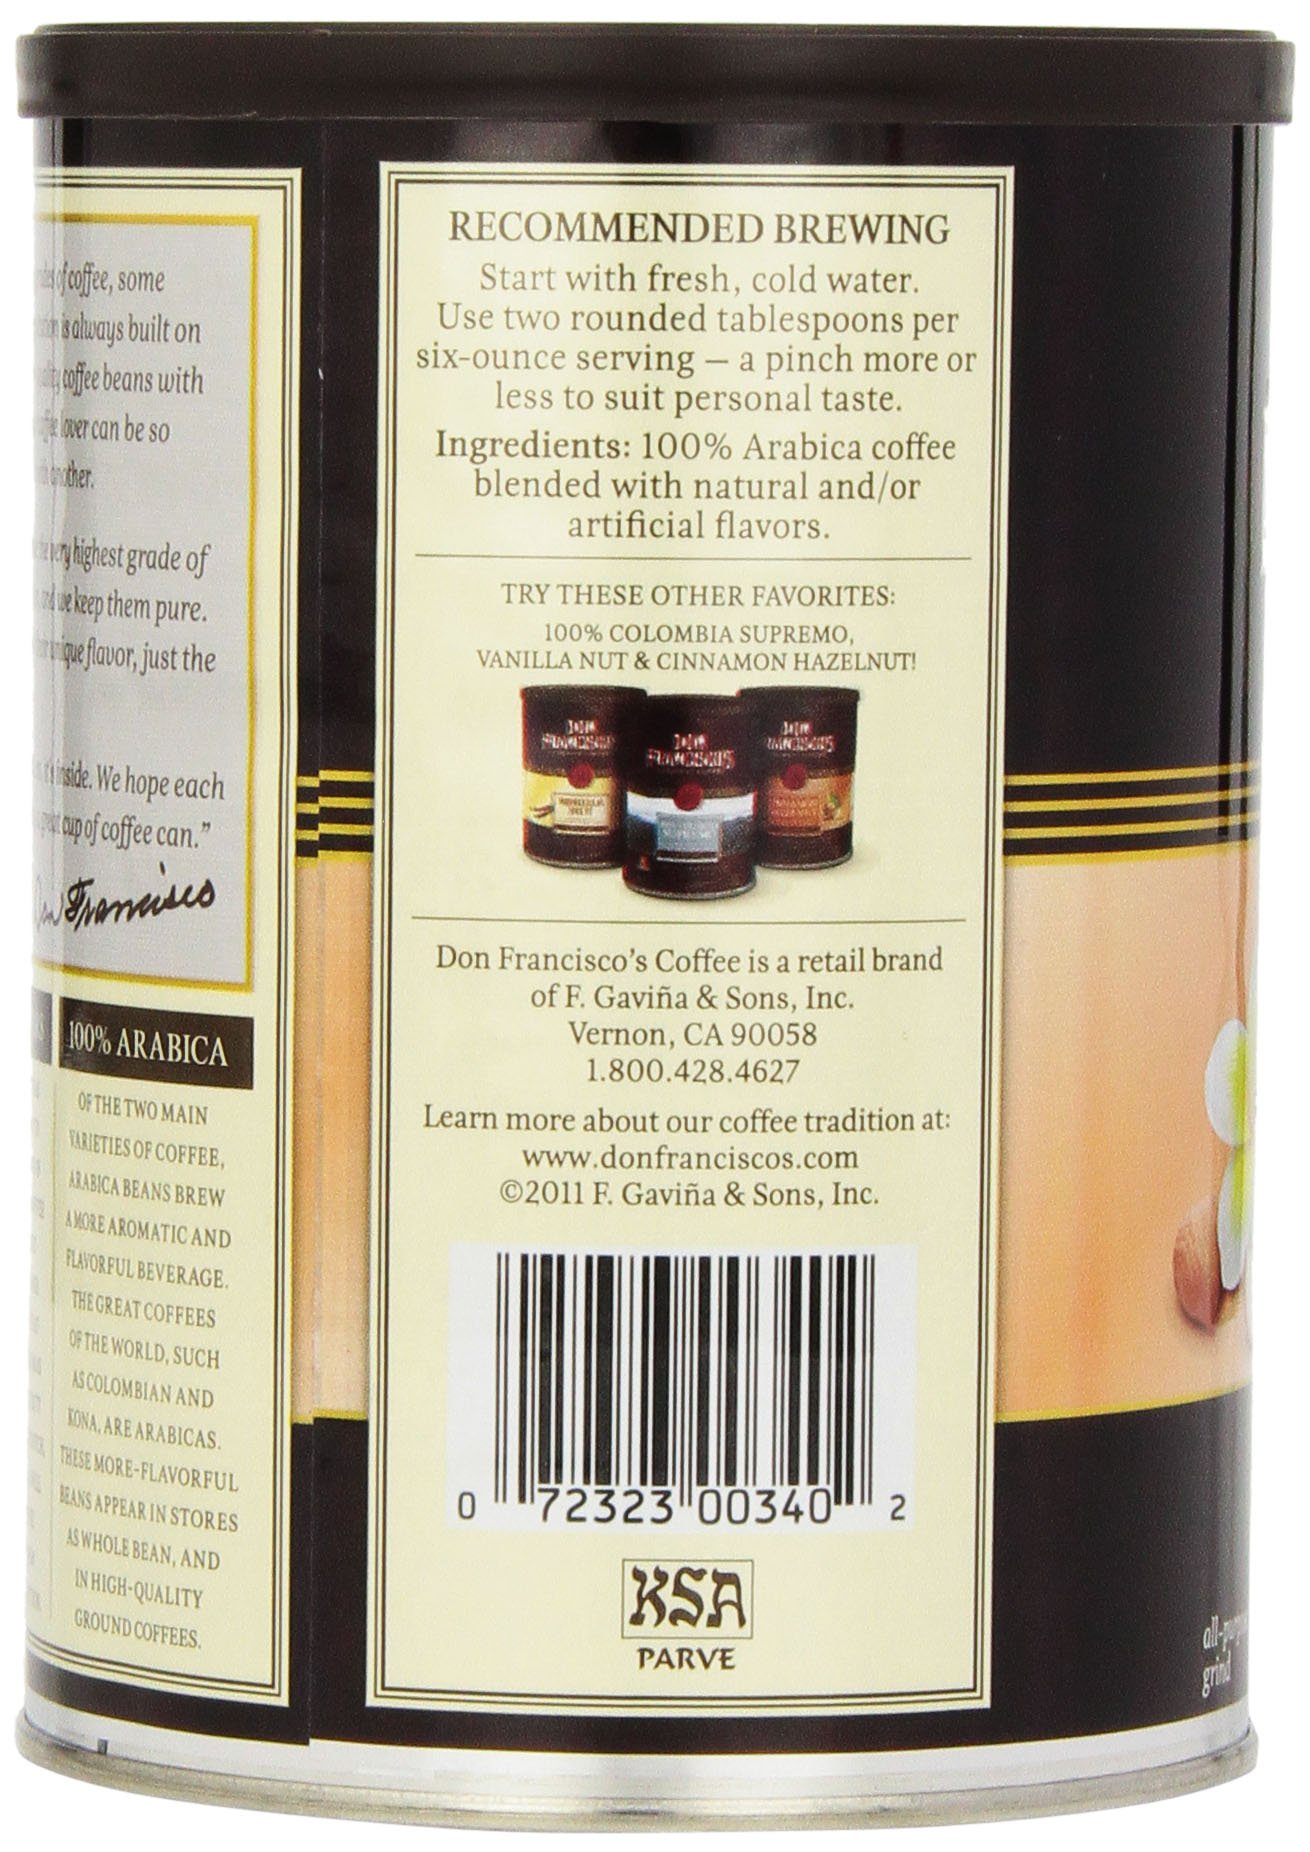 of coffee, some
is always built on
coffee beans with
lover can be so
another.
very highest grade of
we keep them pure.
flavor, just the
inside. We hope each
cup of coffee can.”
Don Francisco
100% ARABICA
OF THE TWO MAIN
VARIETIES OF COFFEE,
ARABICA BEANS BREW
A MORE AROMATIC AND
FLAVORFUL BEVERAGE.
THE GREAT COFFEES
OF THE WORLD, SUCH
AS COLOMBIAN AND
KONA, ARE ARABICAS.
THESE MORE-FLAVORFUL
BEANS APPEAR IN STORES
AS WHOLE BEAN, AND
IN HIGH-QUALITY
GROUND COFFEES.
RECOMMENDED BREWING
Start with fresh, cold water.
Use two rounded tablespoons per
six-ounce serving — a pinch more or
less to suit personal taste.
Ingredients: 100% Arabica coffee
blended with natural and/or
artificial flavors.
TRY THESE OTHER FAVORITES:
100% COLOMBIA SUPREMO,
VANILLA NUT & CINNAMON HAZELNUT!
DON FRANCISCO'S
DON FRANCISCO'S
DON FRANCISCO'S
Don Francisco’s Coffee is a retail brand
of F. Gaviña & Sons, Inc.
Vernon, CA 90058
1.800.428.4627
Learn more about our coffee tradition at:
www.donfranciscos.com
©2011 F. Gaviña & Sons, Inc.
0 72323 00340 2
KSA
PARVE
grind